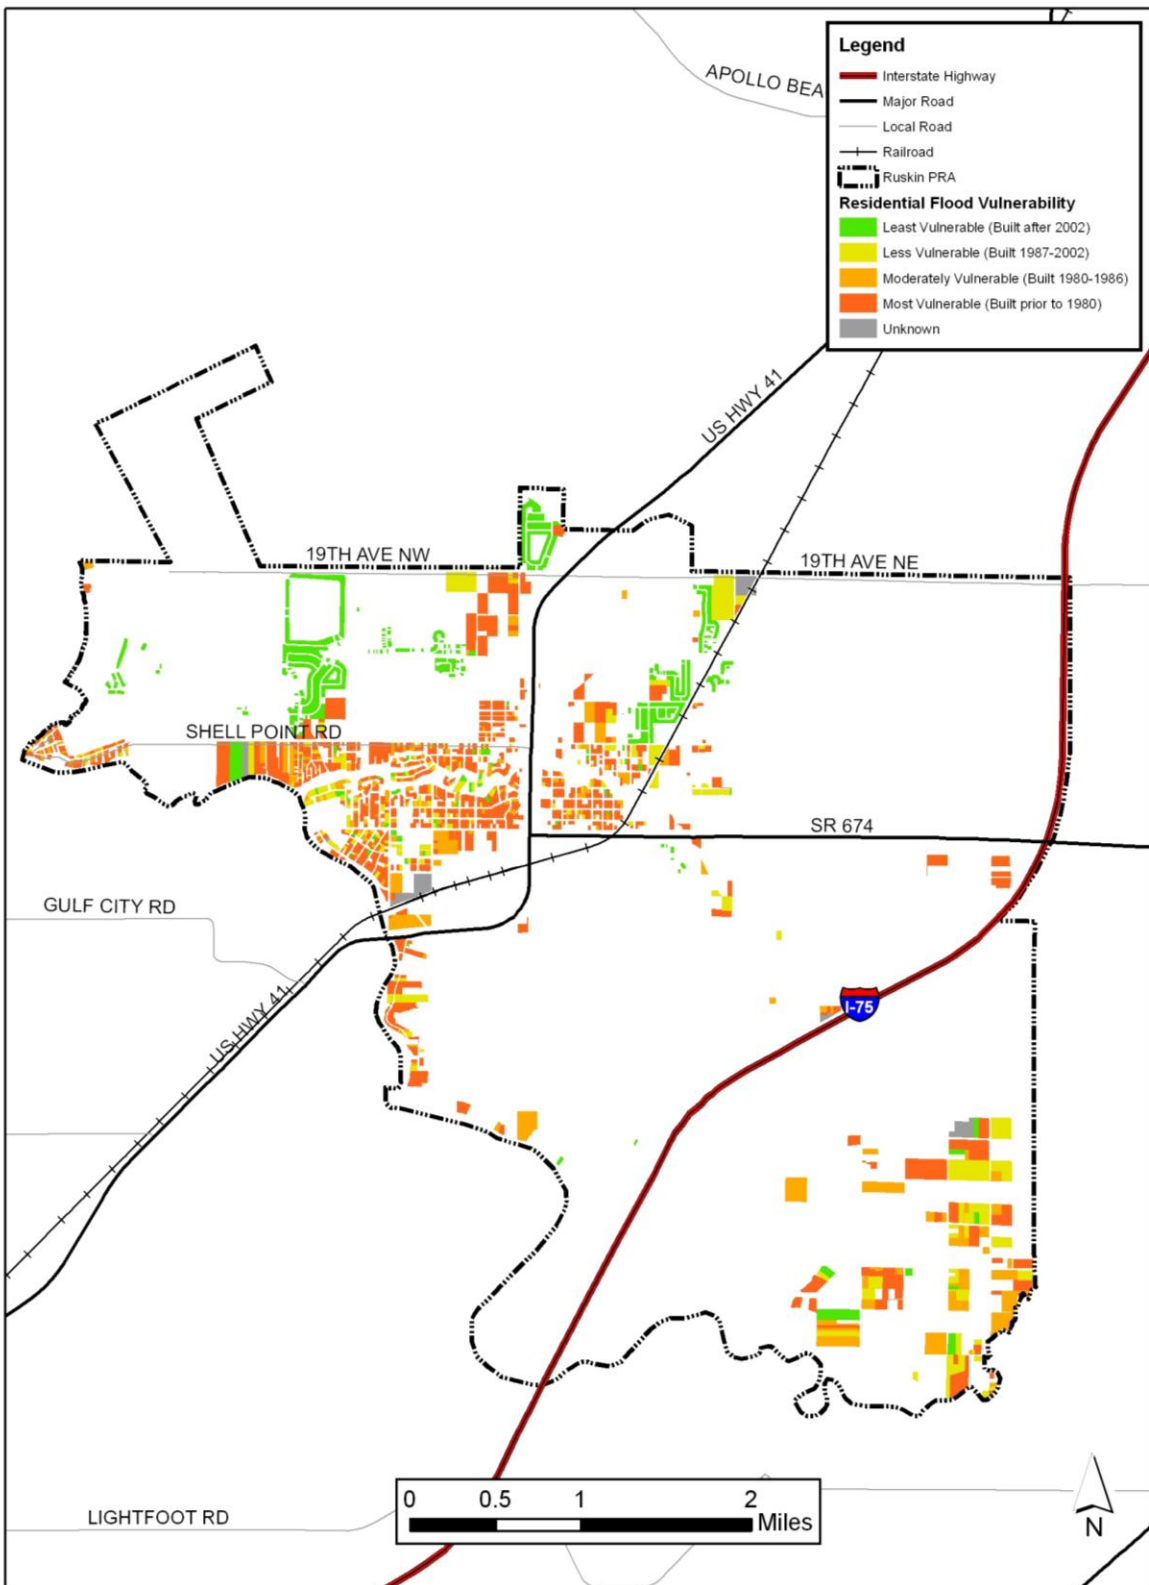 APOLLO BEA
Legend
Interstate Highway
Major Road
Local Road
Railroad
Ruskin PRA
Residential Flood Vulnerability
Least Vulnerable (Built after 2002)
Less Vulnerable (Built 1987-2002)
Moderately Vulnerable (Built 1980-1986)
Most Vulnerable (Built prior to 1980)
Unknown
US HWY 41
19TH AVE NW
19TH AVE NE
SHELL POINT RD
SR 674
GULF CITY RD
US HWY 41
I-75
0 0.5 1 2
Miles
LIGHTFOOT RD
N